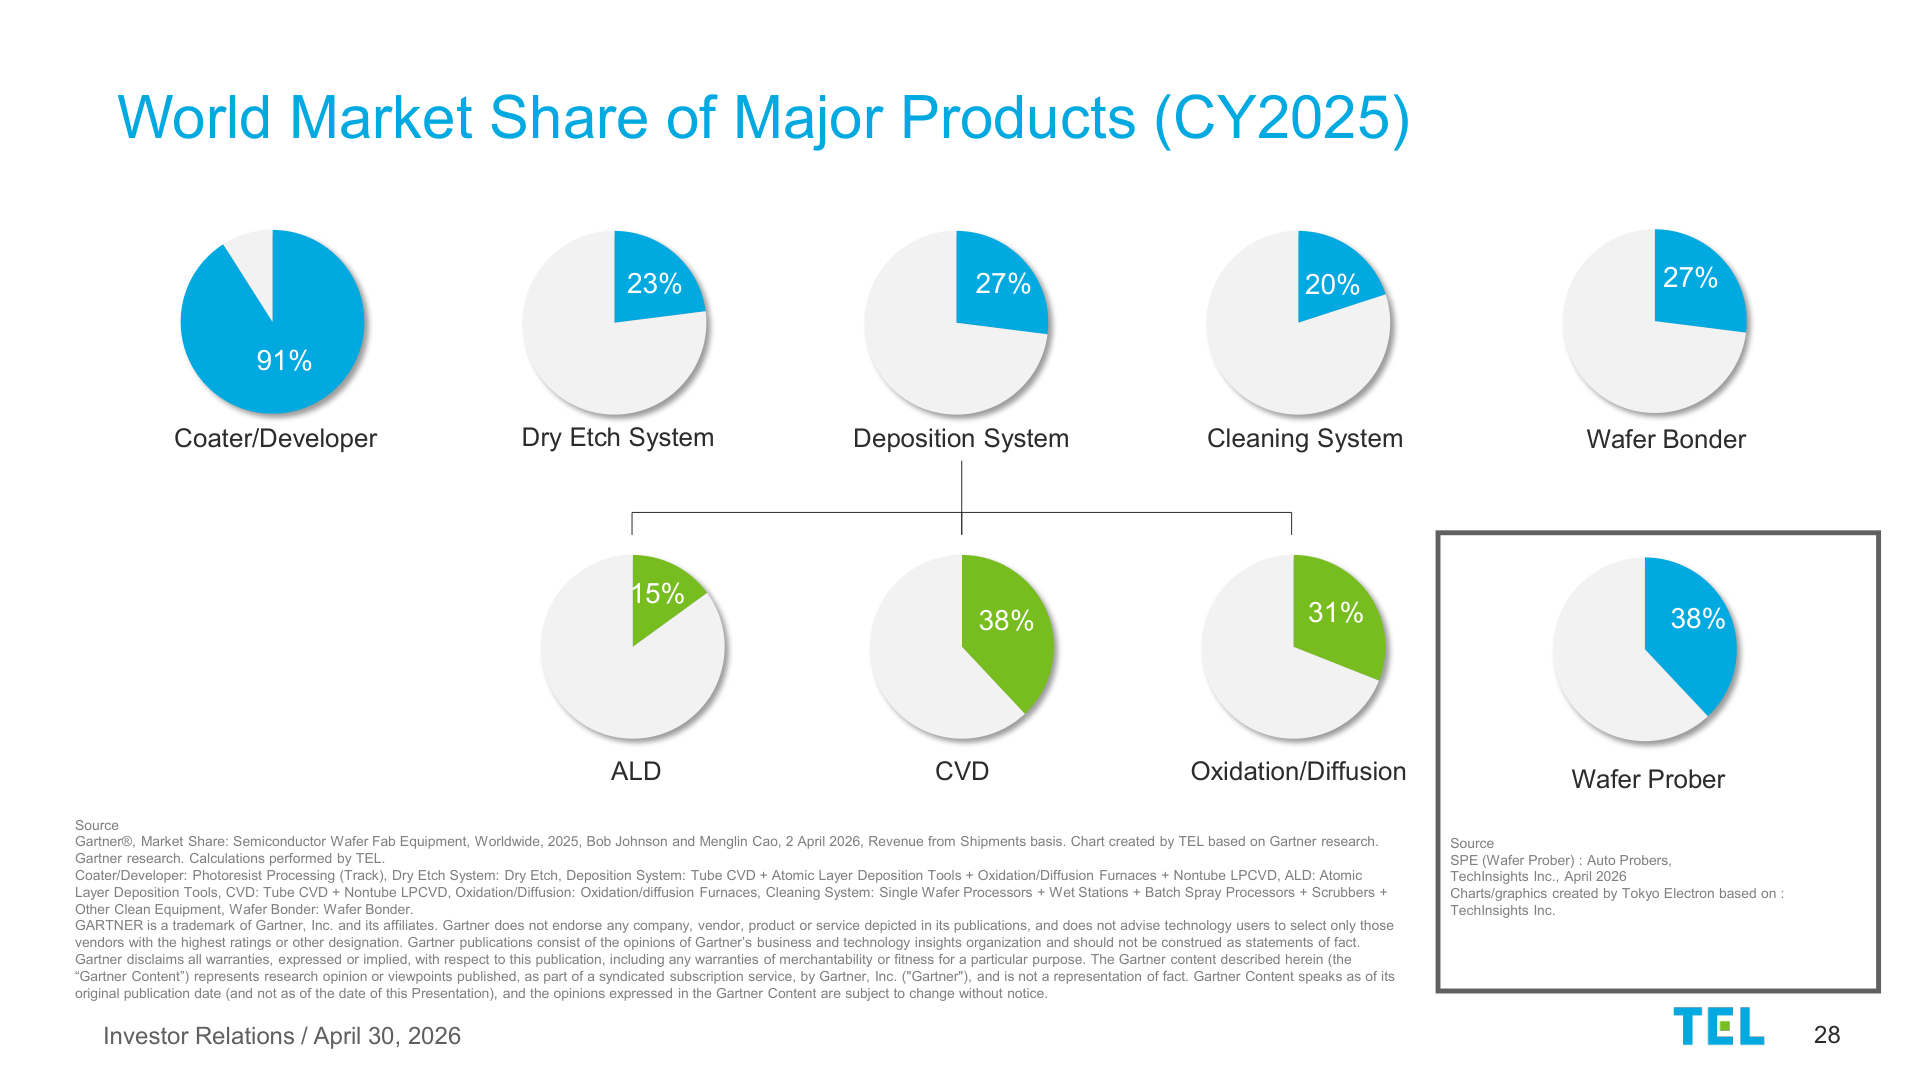 World Market Share of Major Products (CY2025)
91%
23%
27%
20%
27%
Coater/Developer
Dry Etch System
Deposition System
Cleaning System
Wafer Bonder
15%
38%
31%
38%
ALD
CVD
Oxidation/Diffusion
Wafer Prober
Source
Gartner®, Market Share: Semiconductor Wafer Fab Equipment, Worldwide, 2025, Bob Johnson and Menglin Cao, 2 April 2026, Revenue from Shipments basis. Chart created by TEL based on Gartner research.
Gartner research. Calculations performed by TEL.
Coater/Developer: Photoresist Processing (Track), Dry Etch System: Dry Etch, Deposition System: Tube CVD + Atomic Layer Deposition Tools + Oxidation/Diffusion Furnaces + Nontube LPCVD, ALD: Atomic
Layer Deposition Tools, CVD: Tube CVD + Nontube LPCVD, Oxidation/Diffusion: Oxidation/diffusion Furnaces, Cleaning System: Single Wafer Processors + Wet Stations + Batch Spray Processors + Scrubbers +
Other Clean Equipment, Wafer Bonder: Wafer Bonder.
GARTNER is a trademark of Gartner, Inc. and its affiliates. Gartner does not endorse any company, vendor, product or service depicted in its publications, and does not advise technology users to select only those
vendors with the highest ratings or other designation. Gartner publications consist of the opinions of Gartner’s business and technology insights organization and should not be construed as statements of fact.
Gartner disclaims all warranties, expressed or implied, with respect to this publication, including any warranties of merchantability or fitness for a particular purpose. The Gartner content described herein (the
“Gartner Content”) represents research opinion or viewpoints published, as part of a syndicated subscription service, by Gartner, Inc. ("Gartner"), and is not a representation of fact. Gartner Content speaks as of its
original publication date (and not as of the date of this Presentation), and the opinions expressed in the Gartner Content are subject to change without notice.
Source
SPE (Wafer Prober) : Auto Probers,
TechInsights Inc., April 2026
Charts/graphics created by Tokyo Electron based on :
TechInsights Inc.
Investor Relations / April 30, 2026
TEL
28